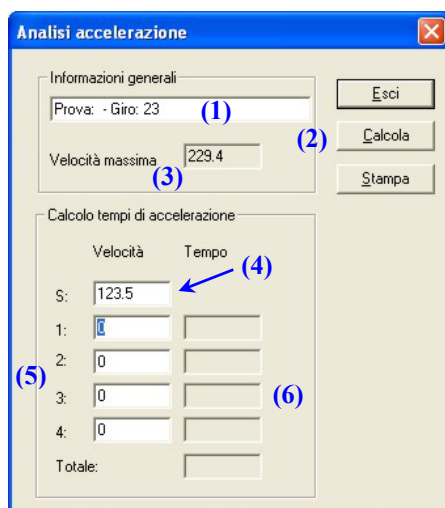 Analisi accelerazione
Informazioni generali
Prova: - Giro: 23
(1)
Esci
(2)
Calcola
Velocità massima
229.4
(3)
Stampa
Calcolo tempi di accelerazione
Velocità Tempo
(4)
S: 123.5
1: 0
2: 0
(5)
3: 0
(6)
4: 0
Totale: